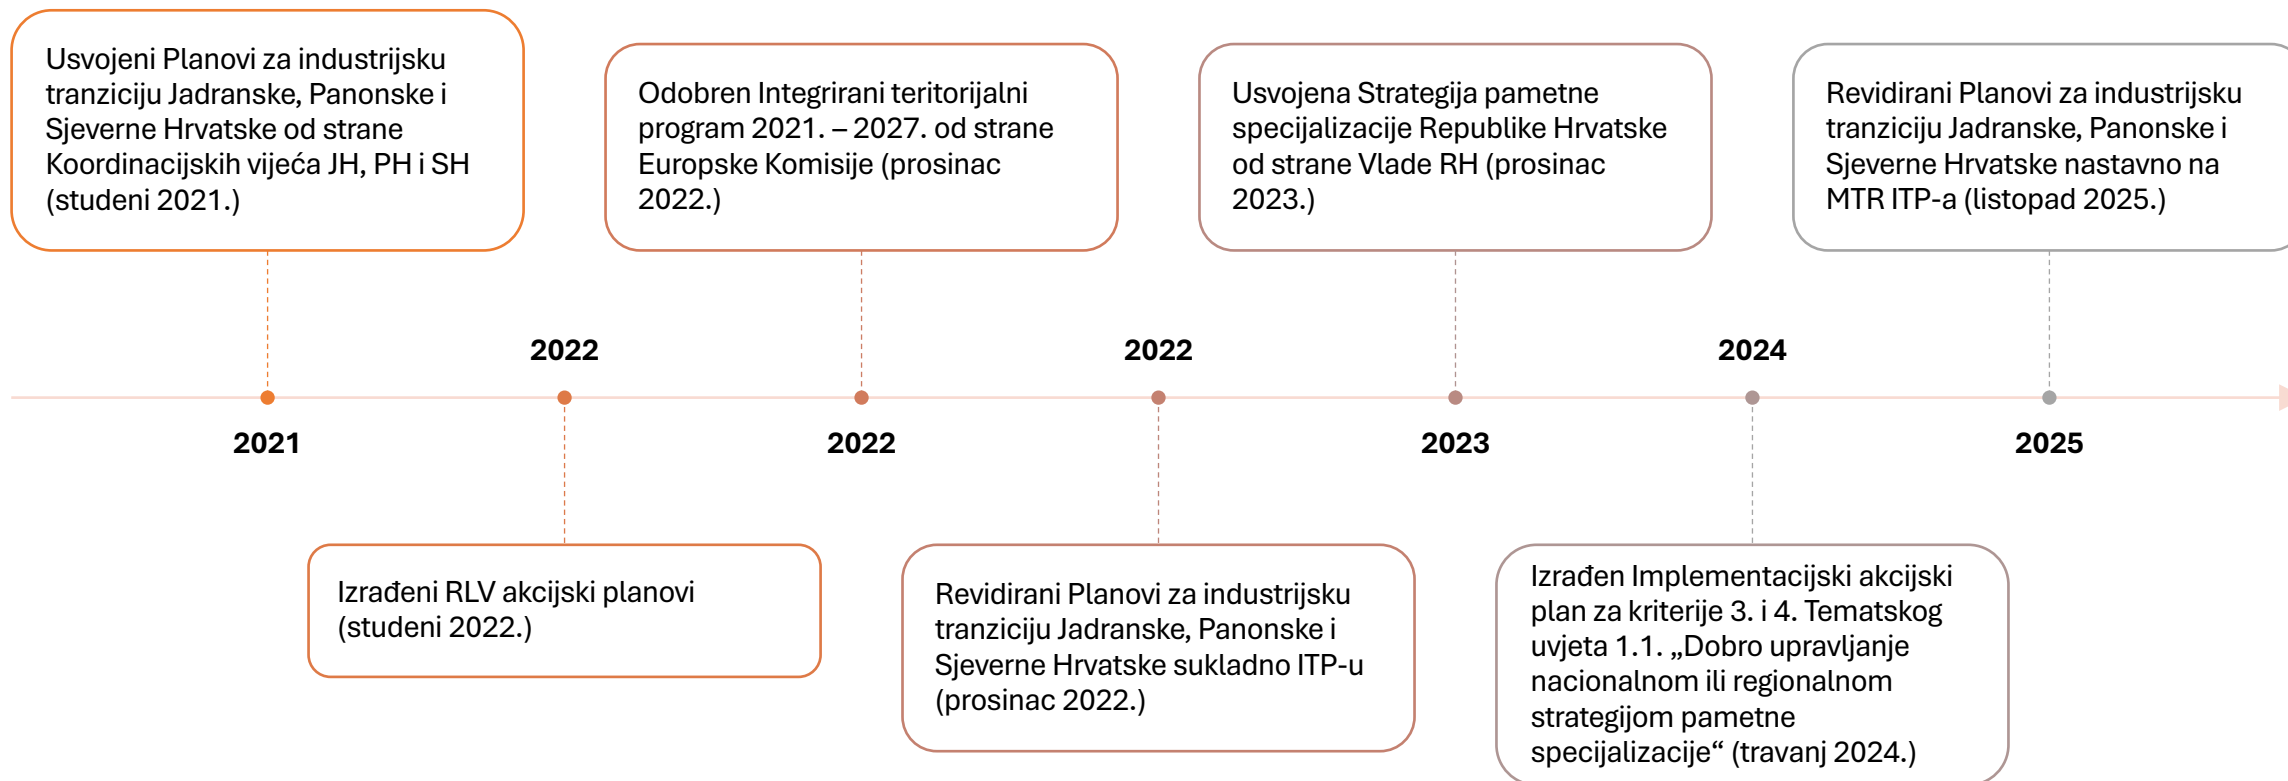 Usvojeni Planovi za industrijsku
tranziciju Jadranske, Panonske i
Sjeverne Hrvatske od strane
Koordinacijskih vijeća JH, PH i SH
(studeni 2021.)
Odobren Integrirani teritorijalni
program 2021. – 2027. od strane
Europske Komisije (prosinac
2022.)
Usvojena Strategija pametne
specijalizacije Republike Hrvatske
od strane Vlade RH (prosinac
2023.)
Revidirani Planovi za industrijsku
tranziciju Jadranske, Panonske i
Sjeverne Hrvatske nastavno na
MTR ITP-a (listopad 2025.)
2022
2022
2024
2021
2022
2023
2025
Izrađeni RLV akcijski planovi
(studeni 2022.)
Revidirani Planovi za industrijsku
tranziciju Jadranske, Panonske i
Sjeverne Hrvatske sukladno ITP-u
(prosinac 2022.)
Izrađen Implementacijski akcijski
plan za kriterije 3. i 4. Tematskog
uvjeta 1.1. „Dobro upravljanje
nacionalnom ili regionalnom
strategijom pametne
specijalizacije“ (travanj 2024.)